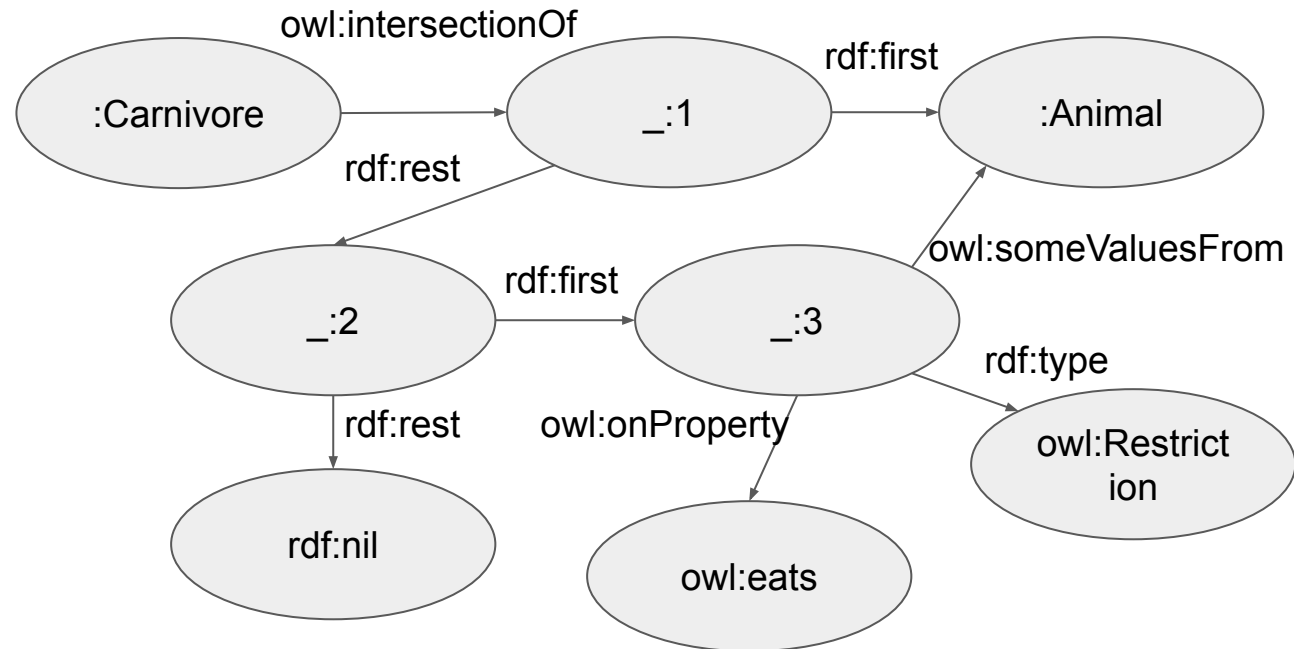 owl:intersectionOf
rdf:first
:Carnivore
_:1
:Animal
rdf:rest
owl:someValuesFrom
rdf:first
_:2
_:3
rdf:type
rdf:rest
owl:onProperty
owl:Restrict
ion
rdf:nil
owl:eats